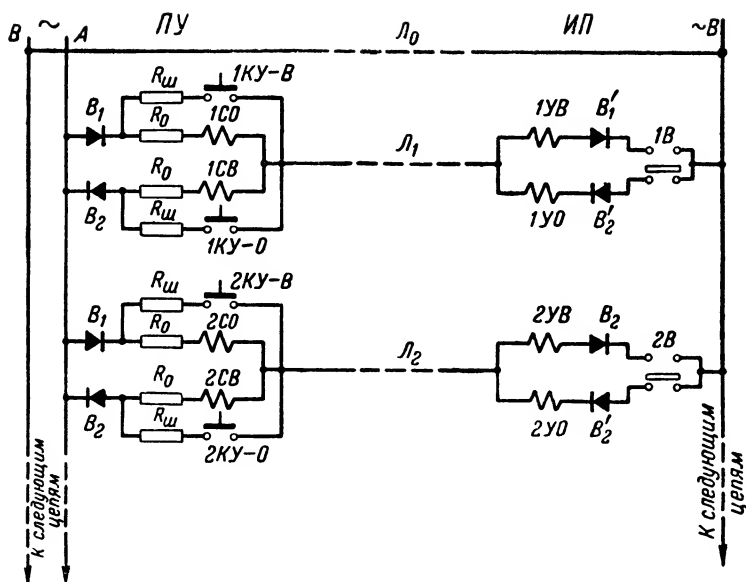 В ~ А ПУ Л₀ ИП ~В
Rш 1КУ-В
В₁ R₀ 1СО
R₀ 1СВ
В₂ Rш
1КУ-О
Л₁
1УВ В₁′ 1В
1УО В₂′
Rш 2КУ-В
В₁ R₀ 2СО
R₀ 2СВ
В₂ Rш
2КУ-О
Л₂
2УВ В₂ 2В
2УО В₂′
К следующим
цепям
К следующим
цепям